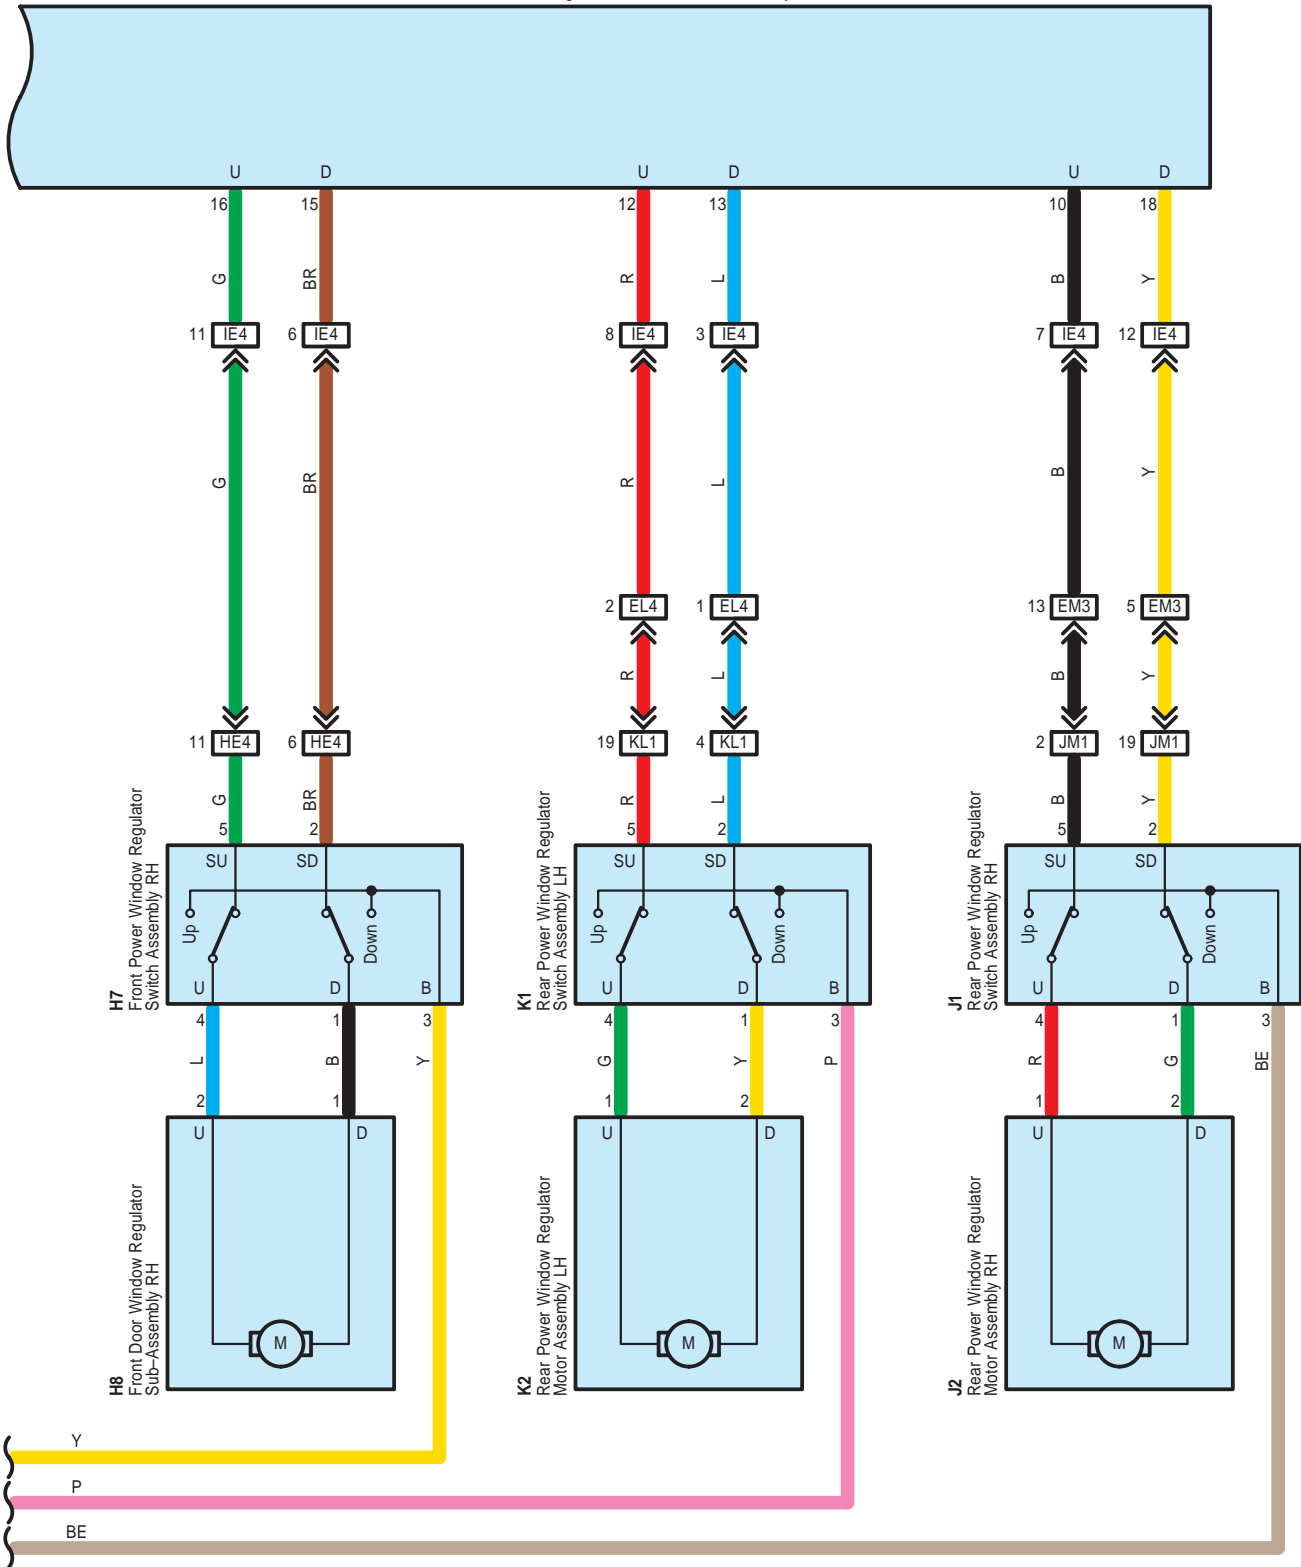 U D U D U D
16 15 12 13 10 18
G BR R L B Y
11 IE4 6 IE4 8 IE4 3 IE4 7 IE4 12 IE4
G BR R L B Y
2 EL4 1 EL4 13 EM3 5 EM3
R L B Y
11 HE4 6 HE4 19 KL1 4 KL1 2 JM1 19 JM1
G BR R L B Y
5 2 5 2 5 2
H7
Front Power Window Regulator
Switch Assembly RH
SU SD
Up Down
U D B
K1
Rear Power Window Regulator
Switch Assembly LH
SU SD
Up Down
U D B
J1
Rear Power Window Regulator
Switch Assembly RH
SU SD
Up Down
U D B
4 1 3 4 1 3 4 1 3
L B Y G Y P R G BE
2 1 1 2 1 2
U D U D U D
H8
Front Door Window Regulator
Sub–Assembly RH
M
K2
Rear Power Window Regulator
Motor Assembly LH
M
J2
Rear Power Window Regulator
Motor Assembly RH
M
Y
P
BE